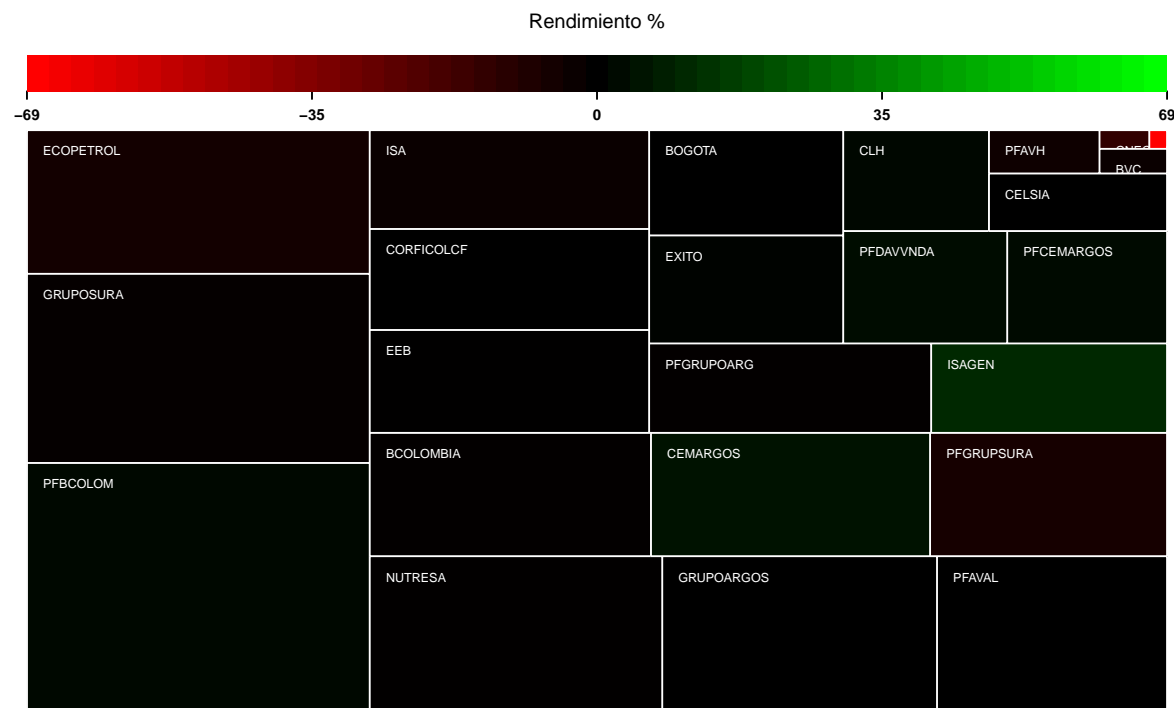 Rendimiento %
−69
−35
0
35
69
ECOPETROL
ISA
BOGOTA
CLH
PFAVH
BVC
CELSIA
CORFICOLCF
EXITO
PFDAVVNDA
PFCEMARGOS
GRUPOSURA
EEB
PFGRUPOARG
ISAGEN
BCOLOMBIA
CEMARGOS
PFGRUPSURA
PFBCOLOM
NUTRESA
GRUPOARGOS
PFAVAL